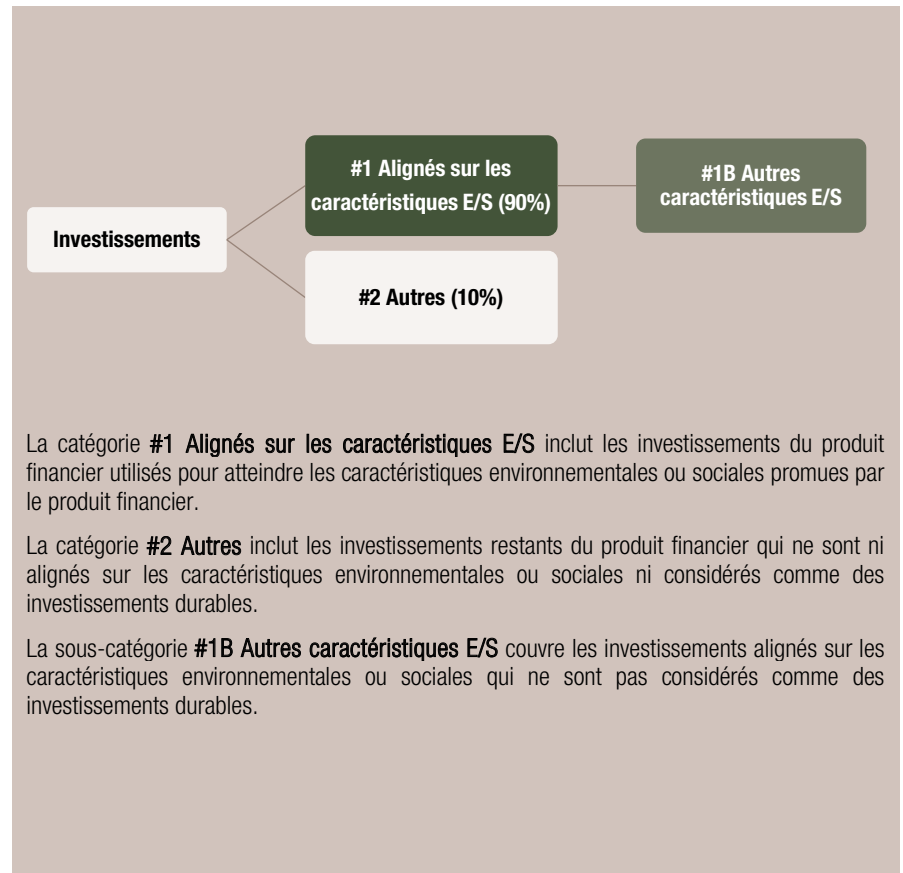 #1 Alignés sur les
caractéristiques E/S (90%)
#1B Autres
caractéristiques E/S
Investissements
#2 Autres (10%)
La catégorie #1 Alignés sur les caractéristiques E/S inclut les investissements du produit
financier utilisés pour atteindre les caractéristiques environnementales ou sociales promues par
le produit financier.
La catégorie #2 Autres inclut les investissements restants du produit financier qui ne sont ni
alignés sur les caractéristiques environnementales ou sociales ni considérés comme des
investissements durables.
La sous-catégorie #1B Autres caractéristiques E/S couvre les investissements alignés sur les
caractéristiques environnementales ou sociales qui ne sont pas considérés comme des
investissements durables.